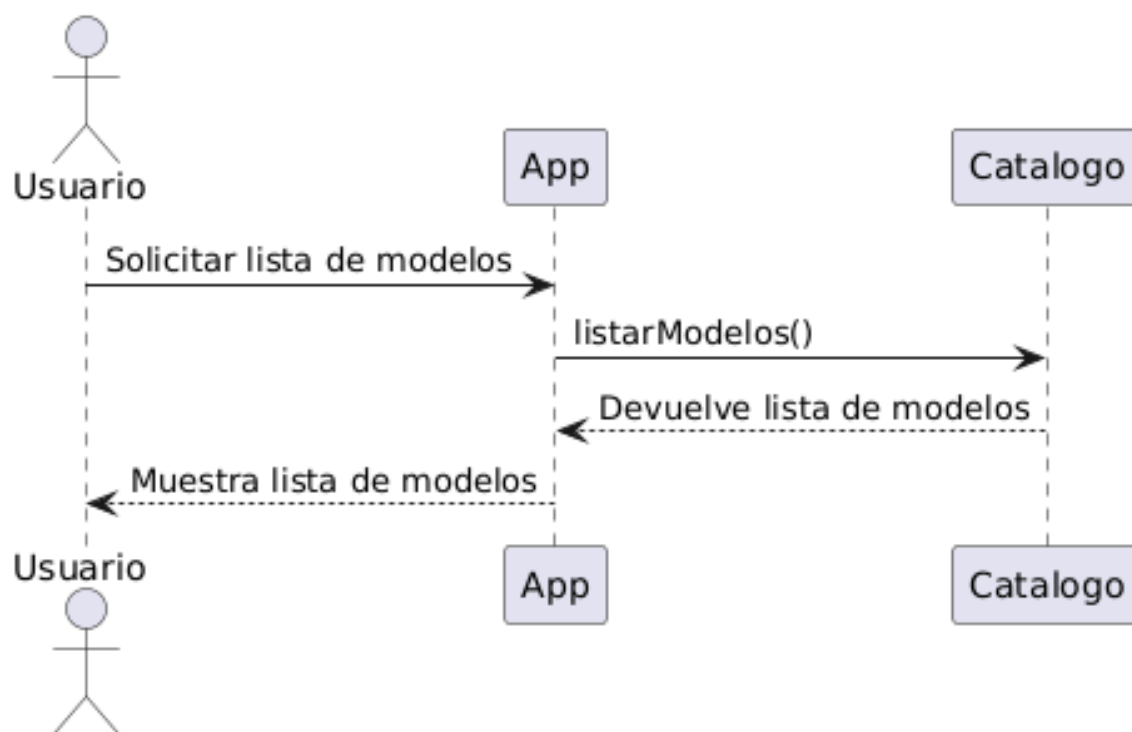 Usuario
App
Catalogo
Solicitar lista de modelos
listarModelos()
Devuelve lista de modelos
Muestra lista de modelos
Usuario
App
Catalogo